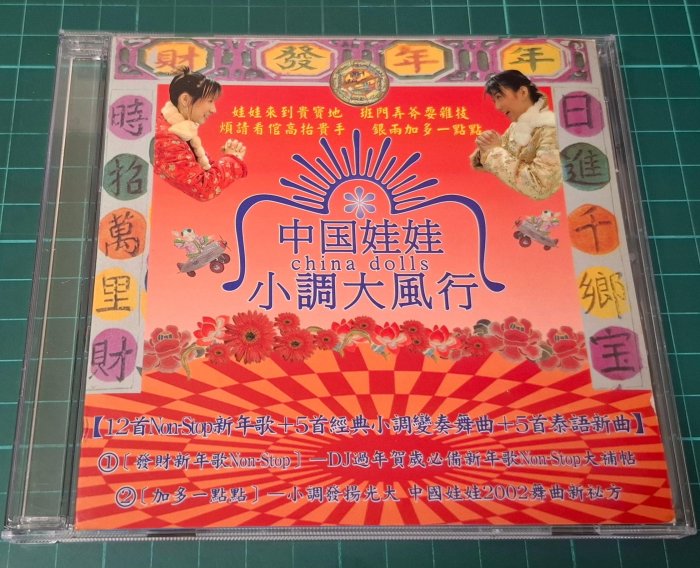 財發年年
時招萬里財
日進千鄉宝
娃娃來到貴寶地　班門弄斧耍雜技
煩請看倌高抬貴手　銀兩加多一點點
中国娃娃
china dolls
小調大風行
【12首Non-Stop新年歌＋5首經典小調變奏舞曲＋5首泰語新曲】
①〔發財新年歌Non-Stop〕—DJ過年賀歲必備新年歌Non-Stop大補帖
②〔加多一點點〕—小調發揚光大 中國娃娃2002舞曲新祕方